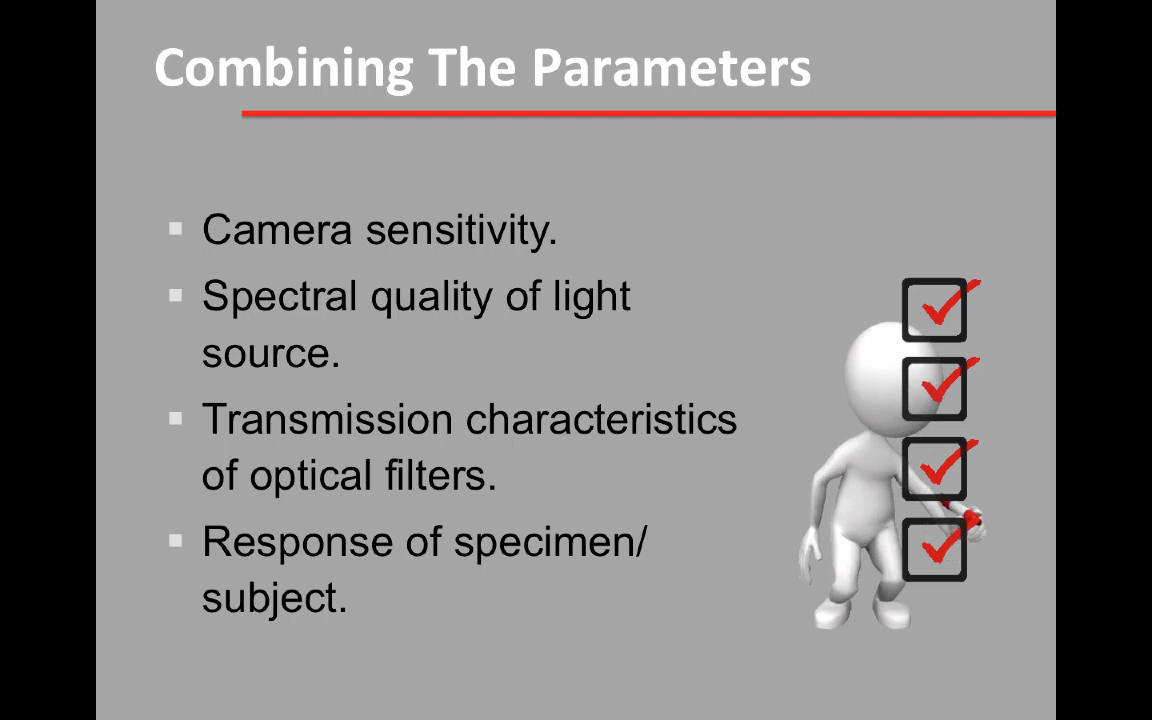 Combining The Parameters
Camera sensitivity.
Spectral quality of light
source.
Transmission characteristics
of optical filters.
Response of specimen/
subject.